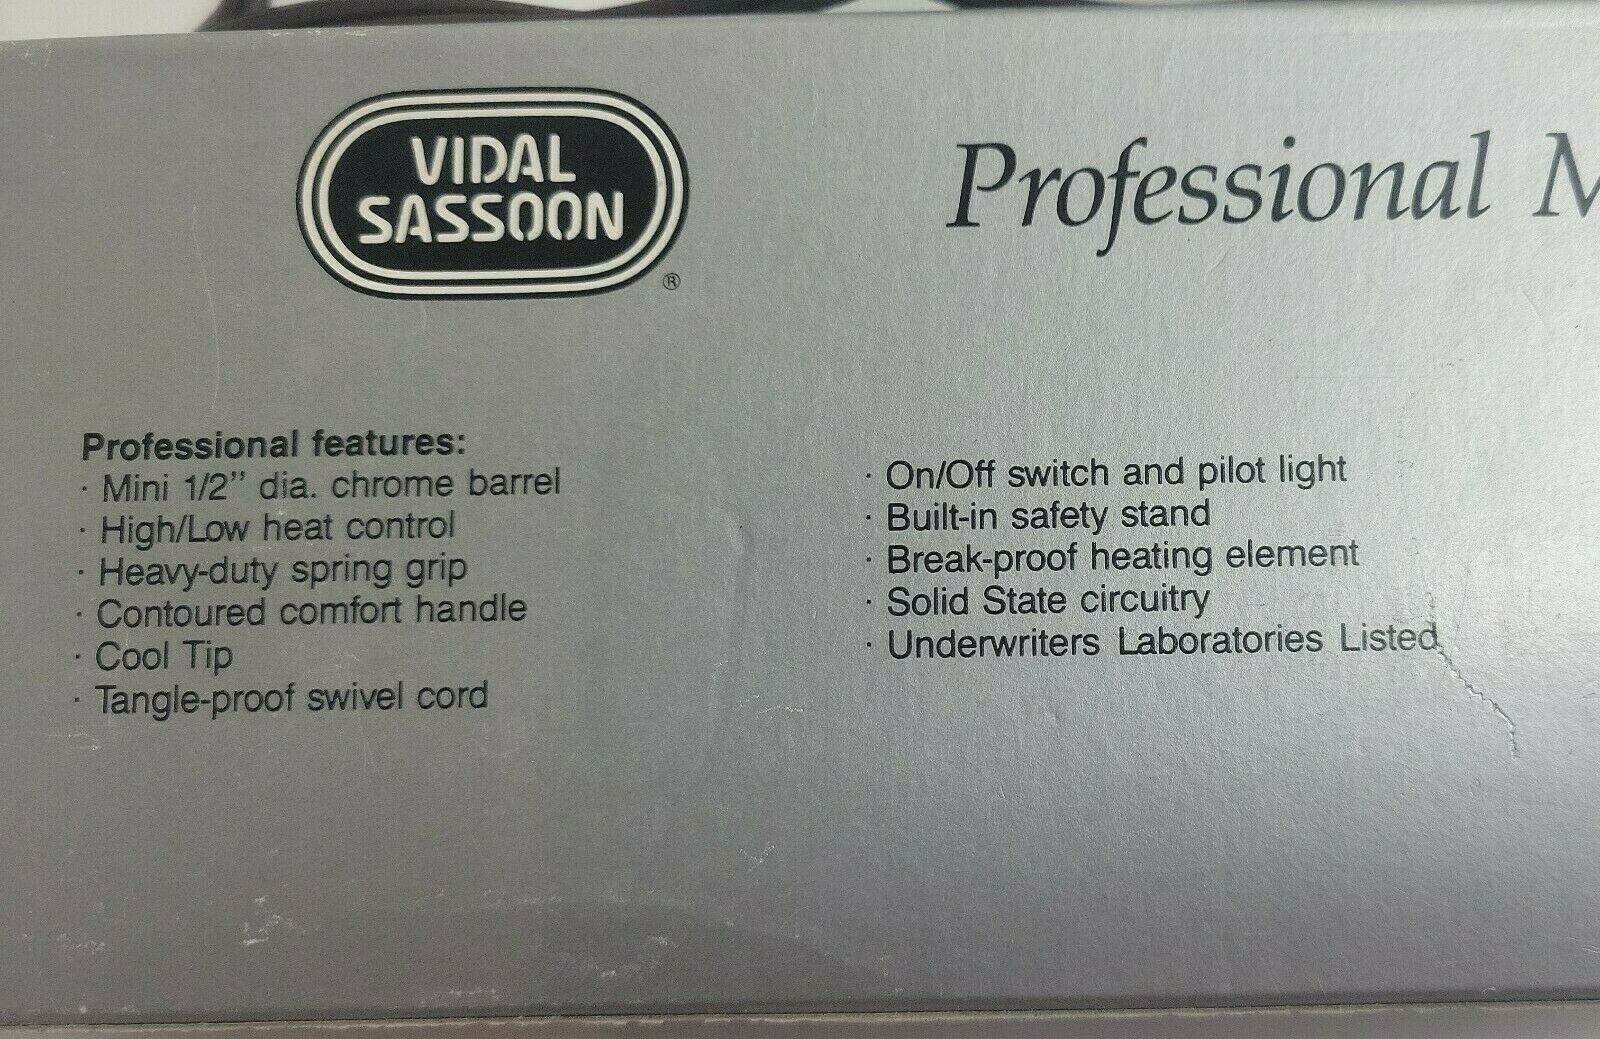 VIDAL
SASSOON
®
Professional M
Professional features:
· Mini 1/2” dia. chrome barrel
· High/Low heat control
· Heavy-duty spring grip
· Contoured comfort handle
· Cool Tip
· Tangle-proof swivel cord
· On/Off switch and pilot light
· Built-in safety stand
· Break-proof heating element
· Solid State circuitry
· Underwriters Laboratories Listed